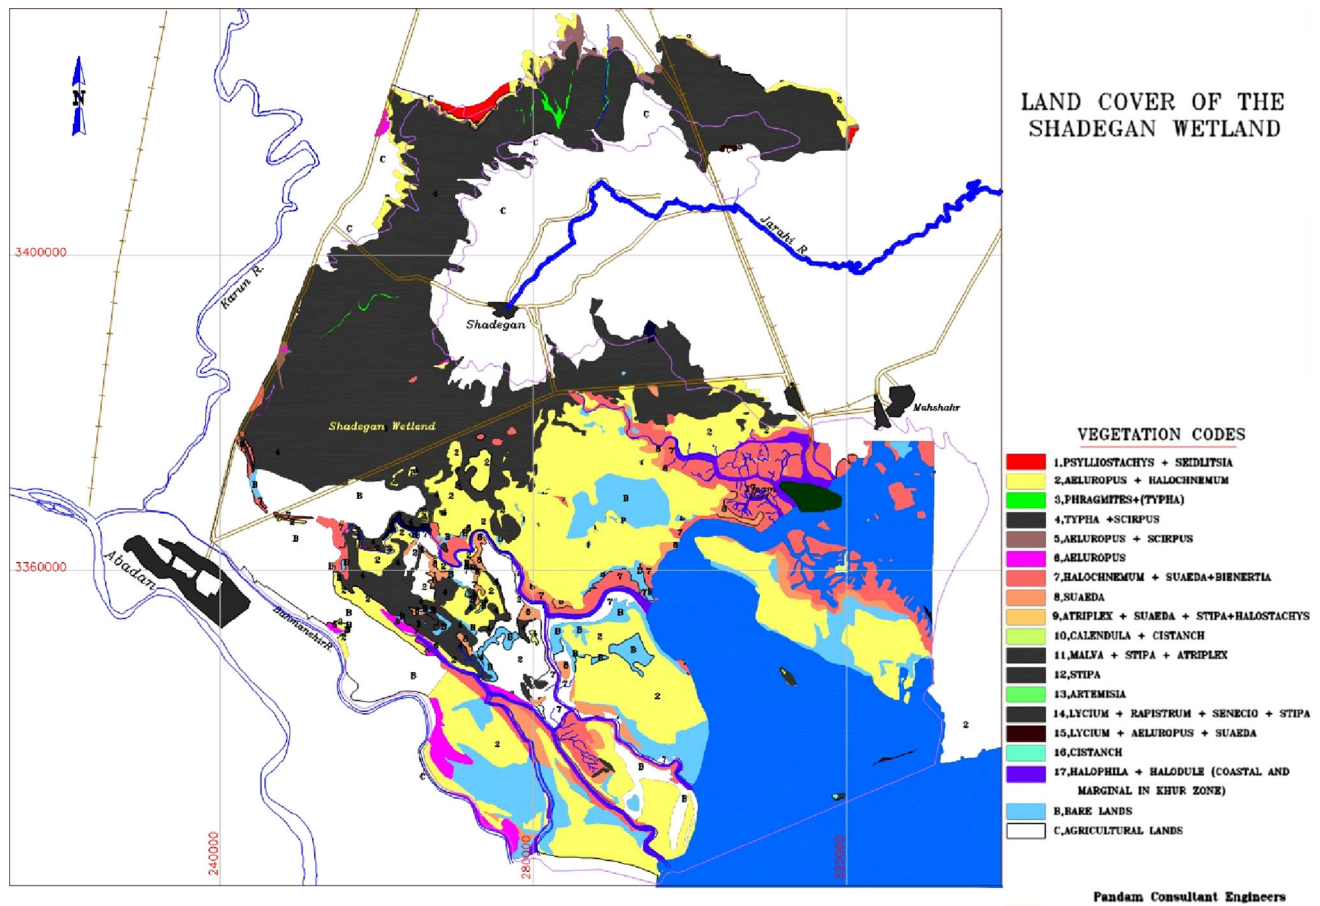 LAND COVER OF THE
SHADEGAN WETLAND
N
Karun R.
Jarahi R.
3400000
Shadegan
Mahshahr
Shadegan Wetland
3360000
Abadan
Bahmanshir R.
240000
280000
320000
VEGETATION CODES
1,PSYLLIOSTACHYS + SEIDLITSIA
2,AELUROPUS + HALOCHNEMUM
3,PHRAGMITES+(TYPHA)
4,TYPHA +SCIRPUS
5,AELUROPUS + SCIRPUS
6,AELUROPUS
7,HALOCHNEMUM + SUAEDA+BIENERTIA
8,SUAEDA
9,ATRIPLEX + SUAEDA + STIPA+HALOSTACHYS
10,CALENDULA + CISTANCH
11,MALVA + STIPA + ATRIPLEX
12,STIPA
13,ARTEMISIA
14,LYCIUM + RAPISTRUM + SENECIO + STIPA
15,LYCIUM + AELUROPUS + SUAEDA
16,CISTANCH
17,HALOPHILA + HALODULE (COASTAL AND
MARGINAL IN KHUR ZONE)
B,BARE LANDS
C,AGRICULTURAL LANDS
Pandam Consultant Engineers